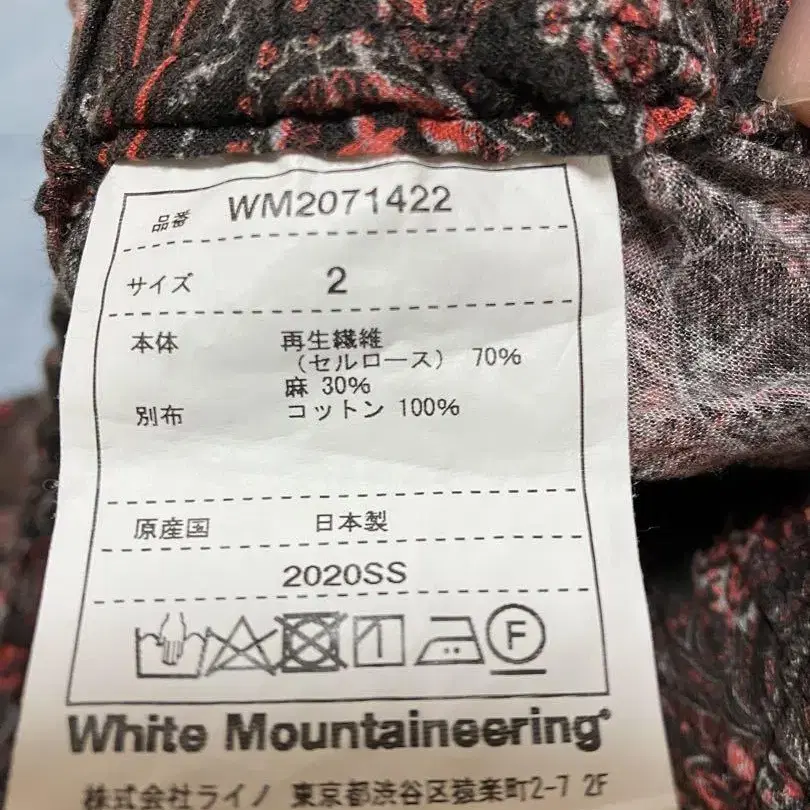 品番 WM2071422
サイズ 2
本体 再生繊維
（セルロース） 70%
麻 30%
別布 コットン 100%
原産国 日本製
2020SS
F
White Mountaineering®
株式会社ライノ 東京都渋谷区猿楽町2-7 2F